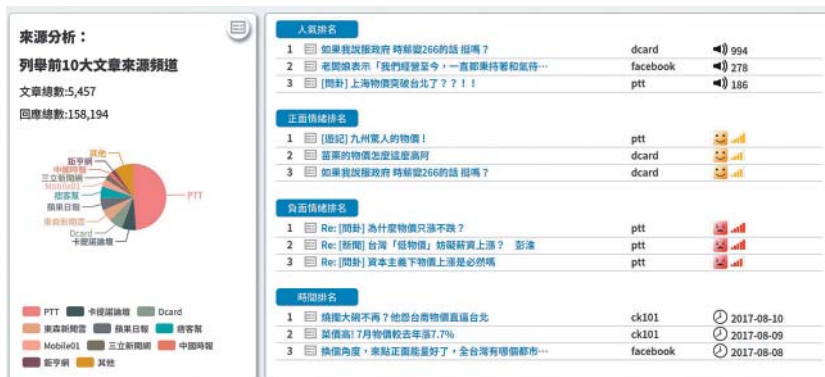 來源分析：
列舉前10大文章來源頻道
文章總數:5,457
回應總數:158,194
其他
鉅亨網
中國時報
三立新聞網
Mobile01
痞客幫
蘋果日報
東森新聞雲
Dcard
卡提諾論壇
PTT
PTT 卡提諾論壇 Dcard
東森新聞雲 蘋果日報 痞客幫
Mobile01 三立新聞網 中國時報
鉅亨網 其他
人氣排名
1 如果我說服政府 時薪變266的話 挺嗎？ dcard 994
2 老闆娘表示「我們經營至今，一直都秉持著和氣待… facebook 278
3 [問卦] 上海物價突破台北了？？！！ ptt 186
正面情緒排名
1 [遊記] 九州驚人的物價！ ptt
2 苗栗的物價怎麼這麼高阿 dcard
3 如果我說服政府 時薪變266的話 挺嗎？ dcard
負面情緒排名
1 Re: [問卦] 為什麼物價只漲不跌？ ptt
2 Re: [新聞] 台灣「低物價」妨礙薪資上漲？ 彭淮 ptt
3 Re: [問卦] 資本主義下物價上漲是必然嗎 ptt
時間排名
1 燒擱大碗不再？他怨台南物價直逼台北 ck101 2017-08-10
2 菜價高! 7月物價較去年漲7.7% ck101 2017-08-09
3 換個角度，來點正面能量好了，全台灣有哪個都市… facebook 2017-08-08